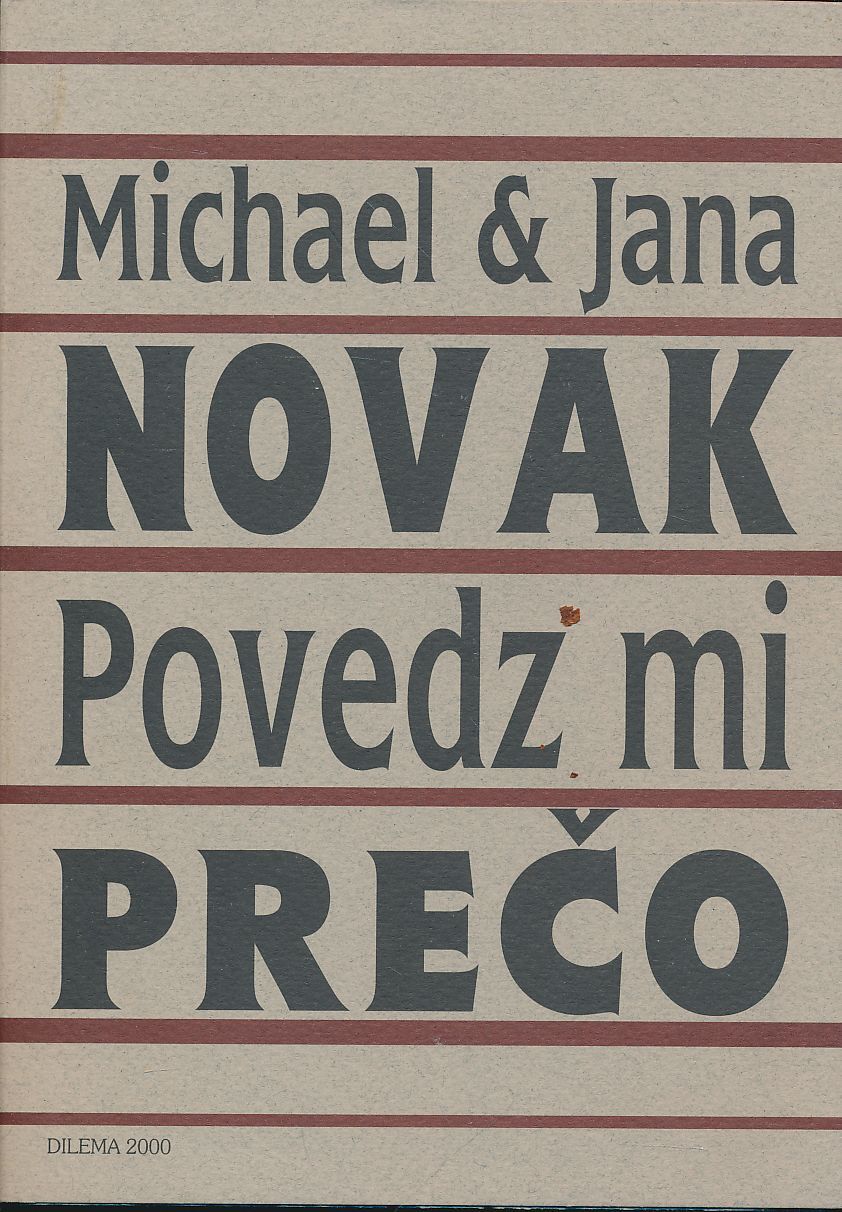 Michael & Jana
NOVAK
Povedz mi
PREČO
DILEMA 2000